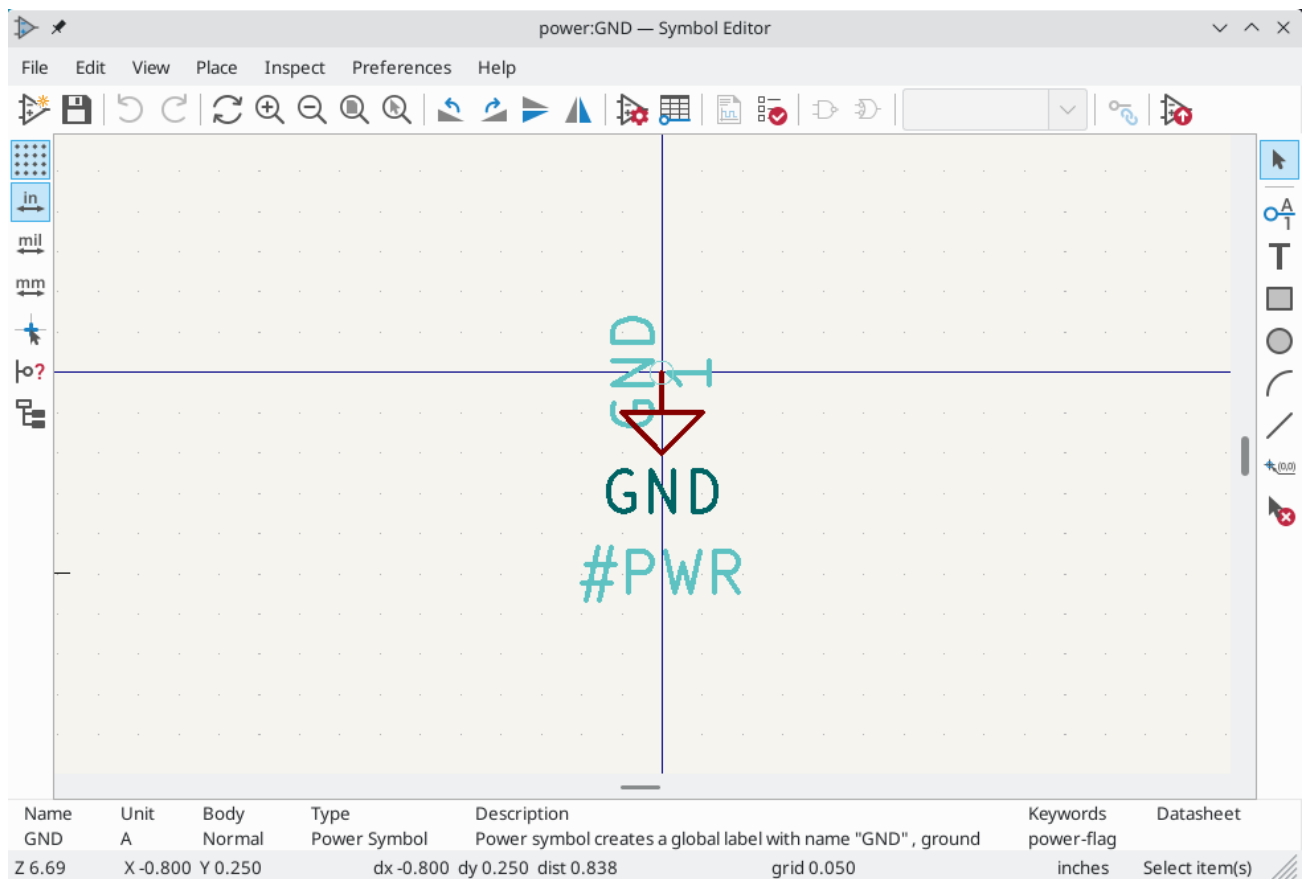 power:GND — Symbol Editor
File Edit View Place Inspect Preferences Help
in
mil
mm
?
A
1
T
(0,0)
GND
1
GND
#PWR
Name Unit Body Type Description Keywords Datasheet
GND A Normal Power Symbol Power symbol creates a global label with name "GND" , ground power-flag
Z 6.69 X -0.800 Y 0.250 dx -0.800 dy 0.250 dist 0.838 grid 0.050 inches Select item(s)